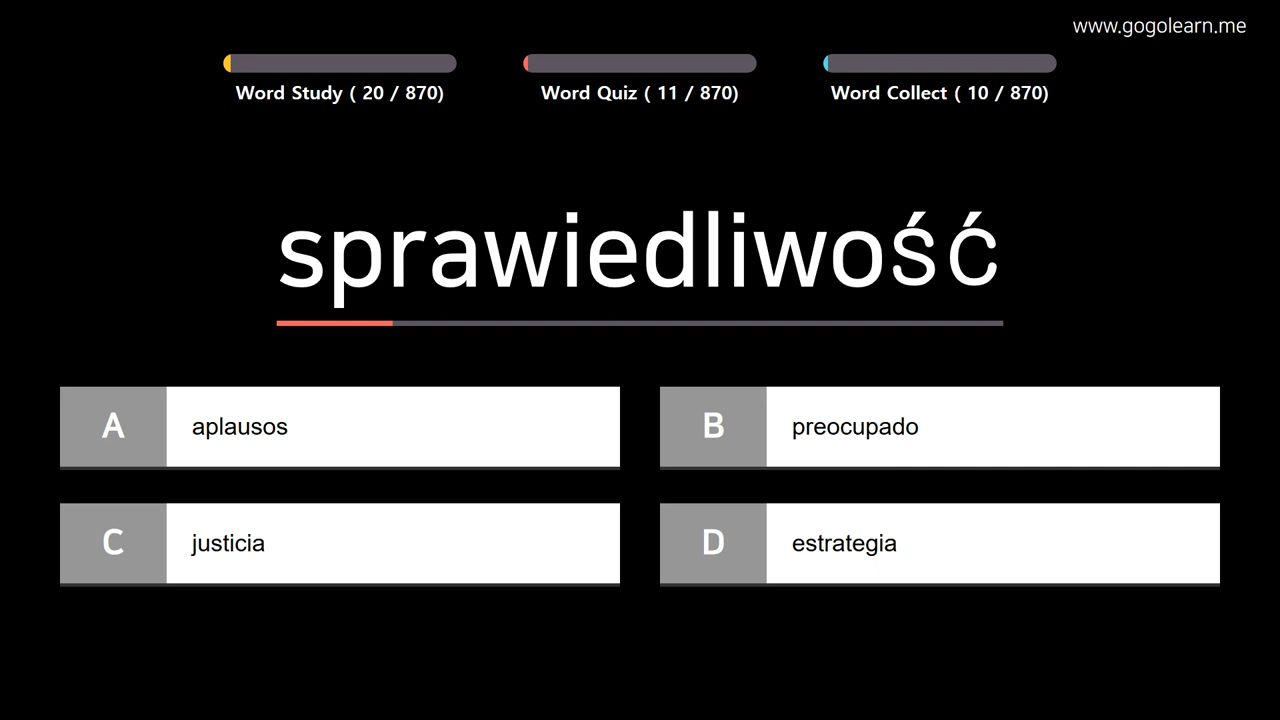 www.gogolearn.me
Word Study ( 20 / 870)
Word Quiz ( 11 / 870)
Word Collect ( 10 / 870)
sprawiedliwość
A aplausos
B preocupado
C justicia
D estrategia